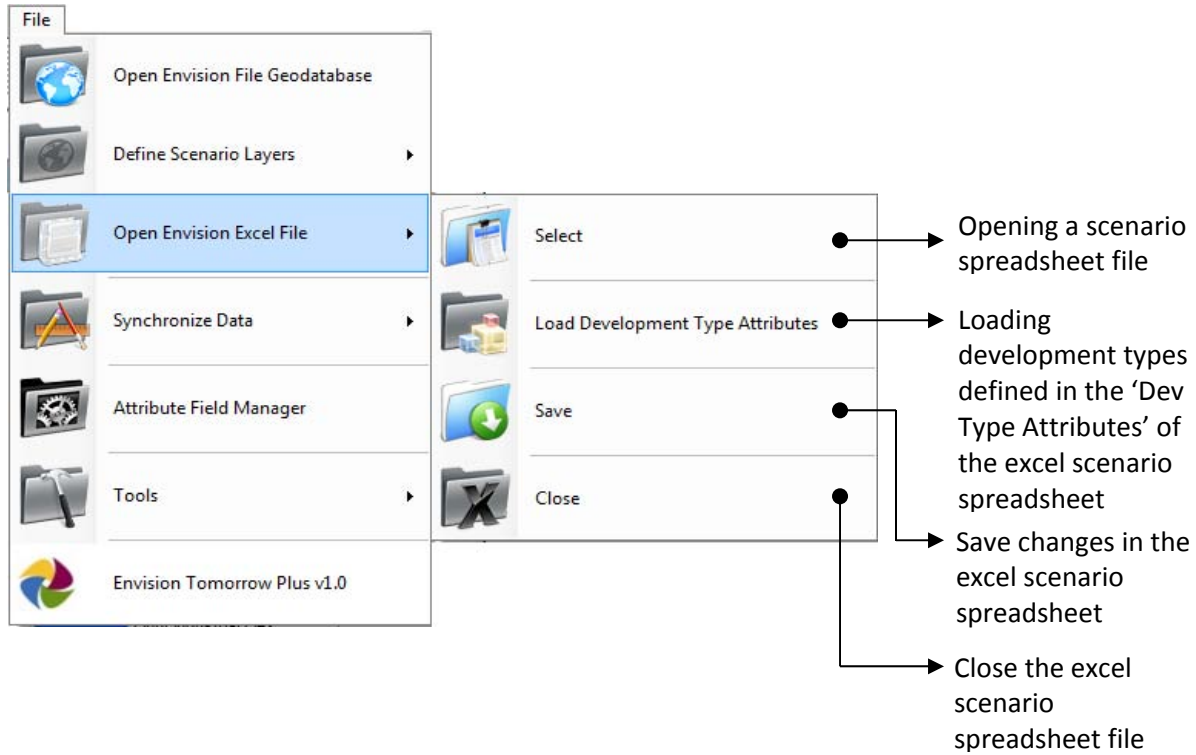 File
Open Envision File Geodatabase
Define Scenario Layers
Open Envision Excel File
Synchronize Data
Attribute Field Manager
Tools
Envision Tomorrow Plus v1.0
Select
Load Development Type Attributes
Save
Close
Opening a scenario
spreadsheet file
Loading
development types
defined in the ‘Dev
Type Attributes’ of
the excel scenario
spreadsheet
Save changes in the
excel scenario
spreadsheet
Close the excel
scenario
spreadsheet file